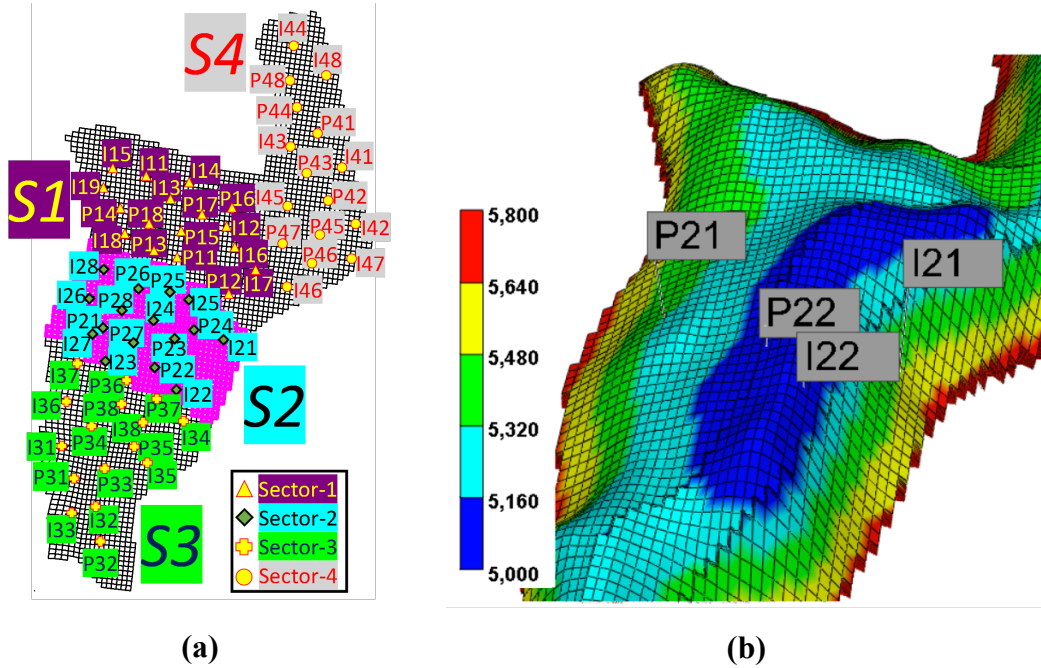 S4
I44
I48
P48
P44
P41
I43
P43
I41
I45
P42
P45
I42
P47
P46
I47
I46
S1
I15
I11
I14
I19
I13
P16
P14
P18
P17
I12
I18
P13
P15
I16
P11
P12
I17
I28
P26
P25
I26
P28
I24
I25
P21
I27
P27
P24
P23
I21
I23
P22
I22
S2
I37
P36
I36
P38
P37
I38
I34
P34
I31
P35
P31
P33
I35
I33
I32
P32
S3
Sector-1
Sector-2
Sector-3
Sector-4
(a)
5,800
5,640
5,480
5,320
5,160
5,000
P21
I21
P22
I22
(b)